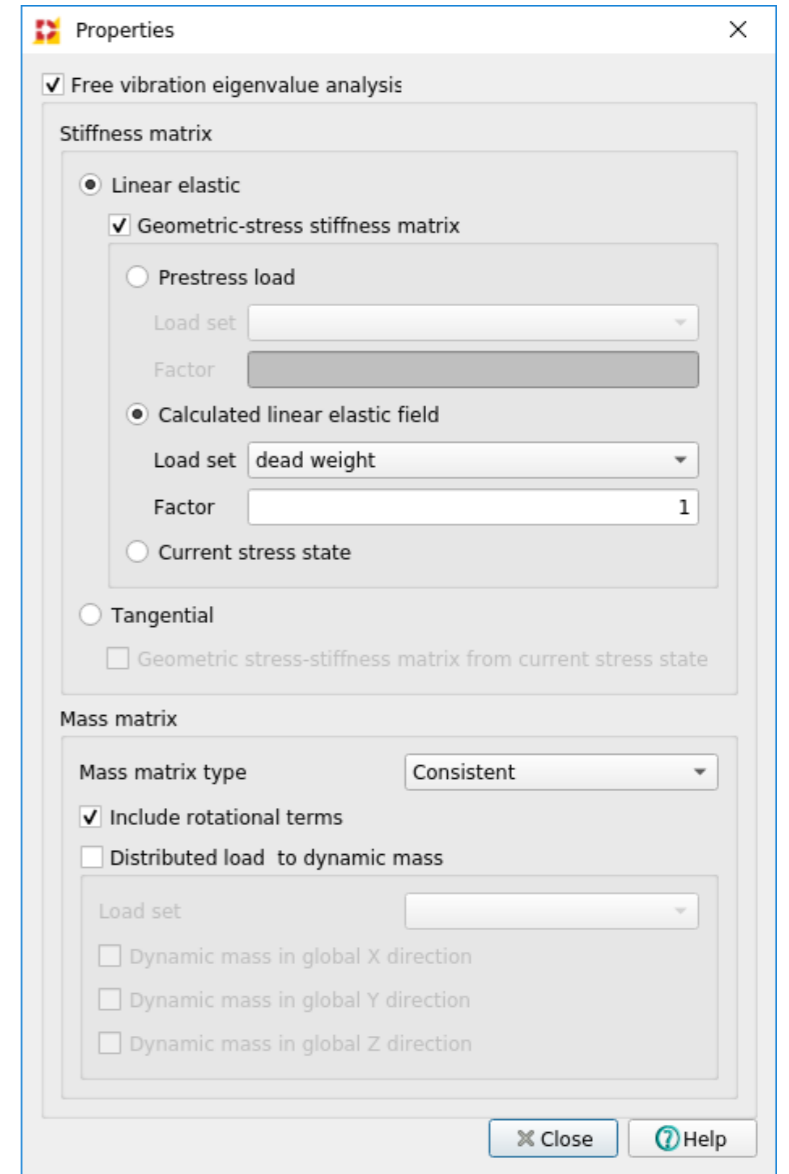 Properties
Free vibration eigenvalue analysis
Stiffness matrix
Linear elastic
Geometric-stress stiffness matrix
Prestress load
Load set
Factor
Calculated linear elastic field
Load set dead weight
Factor 1
Current stress state
Tangential
Geometric stress-stiffness matrix from current stress state
Mass matrix
Mass matrix type Consistent
Include rotational terms
Distributed load  to dynamic mass
Load set
Dynamic mass in global X direction
Dynamic mass in global Y direction
Dynamic mass in global Z direction
Close ? Help